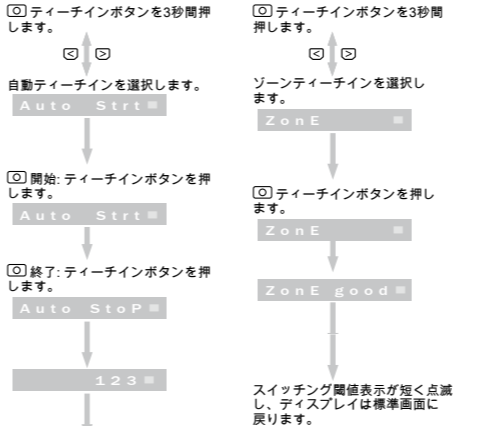 ティーチインボタンを3秒間押
します。
自動ティーチインを選択します。
Auto Strt
開始: ティーチインボタンを押
します。
Auto Strt
終了: ティーチインボタンを押
します。
Auto StoP
123
ティーチインボタンを3秒間
押します。
ゾーンティーチインを選択し
ます。
ZonE
ティーチインボタンを押し
ます。
ZonE
ZonE good
スイッチング閾値表示が短く点滅
し、ディスプレイは標準画面に
戻ります。